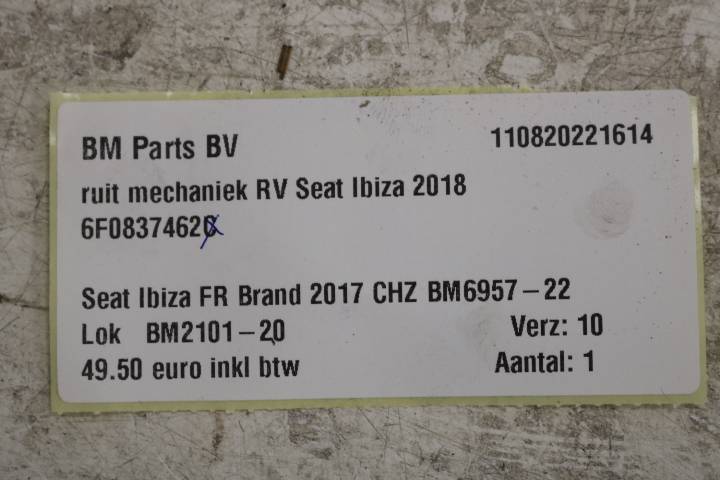 BM Parts BV 110820221614
ruit mechaniek RV Seat Ibiza 2018
6F0837462C
Seat Ibiza FR Brand 2017 CHZ BM6957-22
Lok BM2101-20 Verz: 10
49.50 euro inkl btw Aantal: 1